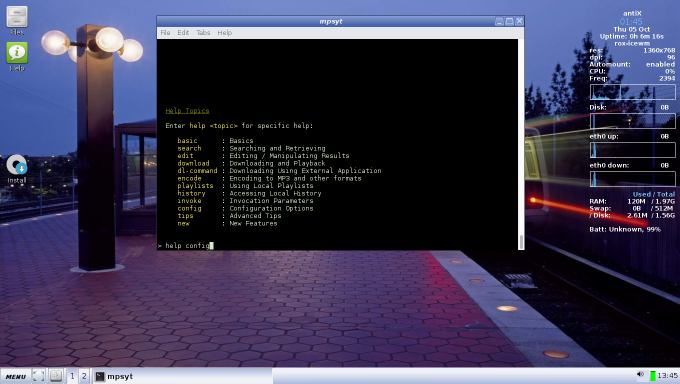 Files
Help
Install
mpsyt
File Edit Tabs Help
Help Topics
Enter help <topic> for specific help:
basic : Basics
search : Searching and Retrieving
edit : Editing / Manipulating Results
download : Downloading and Playback
dl-command : Downloading Using External Application
encode : Encoding to MP3 and other formats
playlists : Using Local Playlists
history : Accessing Local History
invoke : Invocation Parameters
config : Configuration Options
tips : Advanced Tips
new : New Features
> help config
antiX
01:45
Thu 05 Oct
Uptime: 0h 6m 16s
rox-icewm
res: 1360x768
dpi: 96
Automount: enabled
CPU: 0%
Freq: 2394
Disk: 0B
eth0 up: 0B
eth0 down: 0B
Used / Total
RAM: 120M / 1.97G
Swap: 0B / 512M
/ Disk: 2.61M / 1.56G
Batt: Unknown, 99%
MENU 1 2 mpsyt 13:45